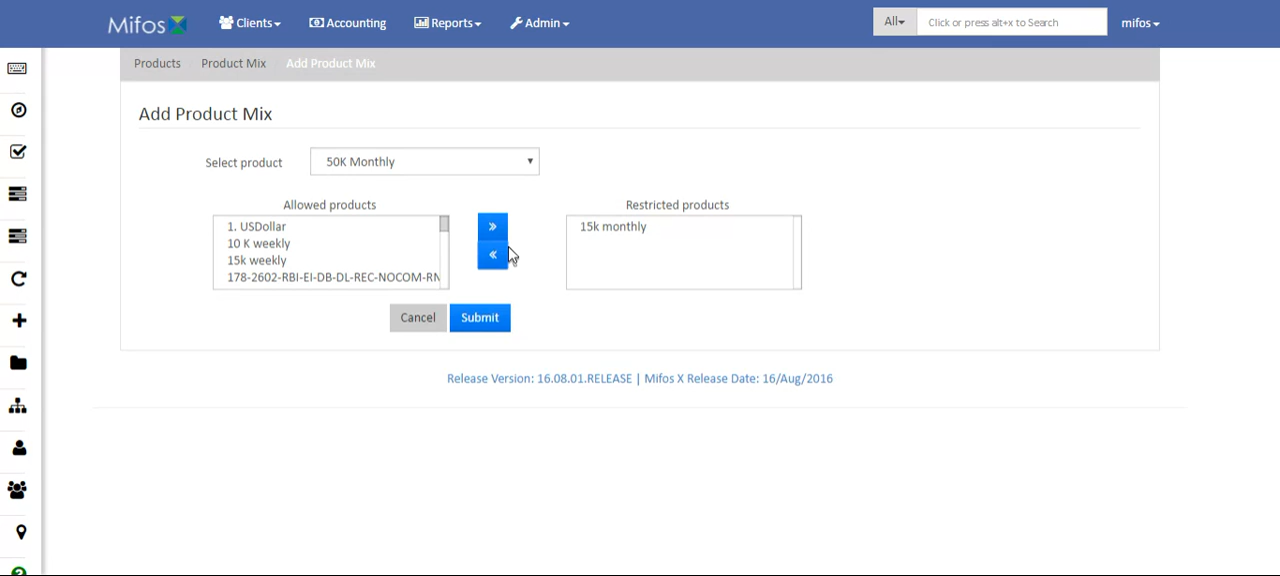 Mifos Clients Accounting Reports Admin All Click or press alt+x to Search mifos
Products Product Mix Add Product Mix
Add Product Mix
Select product 50K Monthly
Allowed products Restricted products
1. USDollar » 15k monthly
10 K weekly
15k weekly «
178-2602-RBI-EI-DB-DL-REC-NOCOM-RN
Cancel Submit
Release Version: 16.08.01.RELEASE | Mifos X Release Date: 16/Aug/2016